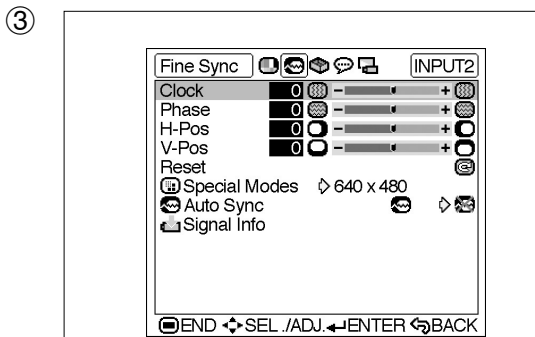 ③
Fine Sync INPUT2
Clock 0 - +
Phase 0 - +
H-Pos 0 - +
V-Pos 0 - +
Reset
Special Modes 640 x 480
Auto Sync
Signal Info
END SEL ./ADJ. ENTER BACK